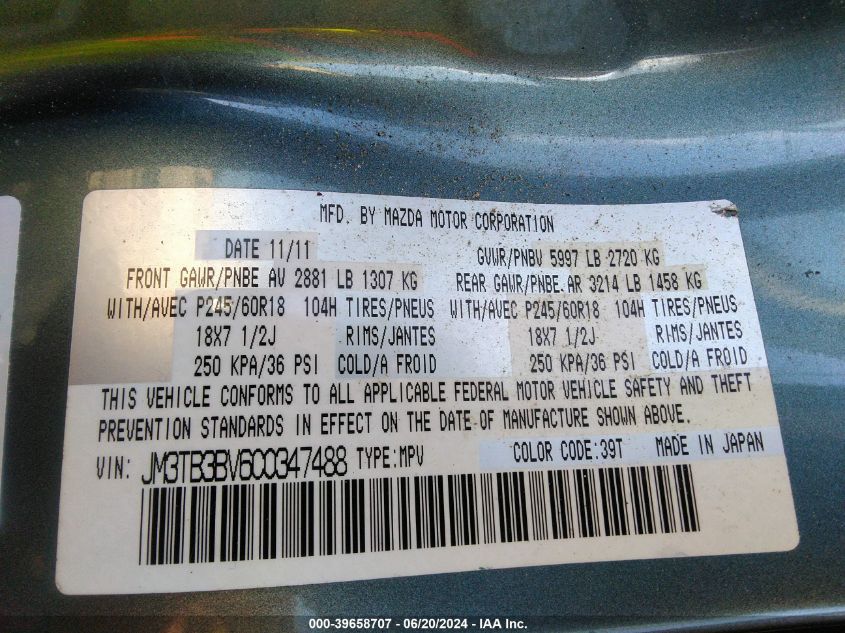 MFD. BY MAZDA MOTOR CORPORATION
DATE 11/11 GVWR/PNBV 5997 LB 2720 KG
FRONT GAWR/PNBE AV 2881 LB 1307 KG REAR GAWR/PNBE.AR 3214 LB 1458 KG
WITH/AVEC P245/60R18 104H TIRES/PNEUS WITH/AVEC P245/60R18 104H TIRES/PNEUS
18X7 1/2J RIMS/JANTES 18X7 1/2J RIMS/JANTES
250 KPA/36 PSI COLD/A FROID 250 KPA/36 PSI COLD/A FROID
THIS VEHICLE CONFORMS TO ALL APPLICABLE FEDERAL MOTOR VEHICLE SAFETY AND THEFT
PREVENTION STANDARDS IN EFFECT ON THE DATE OF MANUFACTURE SHOWN ABOVE.
VIN: JM3TB3BV6C0347488 TYPE:MPV COLOR CODE:39T MADE IN JAPAN
000-39658707 - 06/20/2024 - IAA Inc.